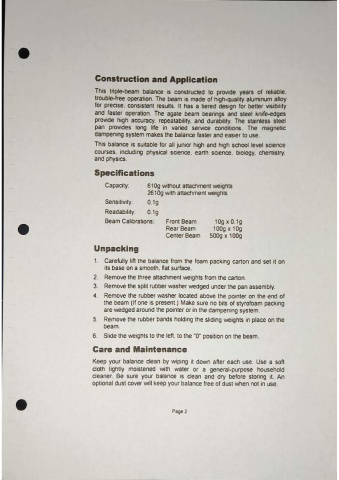 Construction and Application
This triple-beam balance is constructed to provide years of reliable,
trouble-free operation. The beam is made of high-quality aluminum alloy
for precise, consistent results. It has a tiered design for better visibility
and faster operation. The agate beam bearings and steel knife-edges
provide high accuracy, repeatability, and durability. The stainless steel
pan provides long life in varied service conditions. The magnetic
dampening system makes the balance faster and easier to use.
This balance is suitable for all junior high and high school level science
courses, including physical science, earth science, biology, chemistry,
and physics.
Specifications
Capacity: 610g without attachment weights
2610g with attachment weights
Sensitivity: 0.1g
Readability: 0.1g
Beam Calibrations: Front Beam 10g x 0.1g
Rear Beam 100g x 10g
Center Beam 500g x 100g
Unpacking
1. Carefully lift the balance from the foam packing carton and set it on
its base on a smooth, flat surface.
2. Remove the three attachment weights from the carton.
3. Remove the split rubber washer wedged under the pan assembly.
4. Remove the rubber washer located above the pointer on the end of
the beam (if one is present.) Make sure no bits of styrofoam packing
are wedged around the pointer or in the dampening system.
5. Remove the rubber bands holding the sliding weights in place on the
beam.
6. Slide the weights to the left, to the "0" position on the beam.
Care and Maintenance
Keep your balance clean by wiping it down after each use. Use a soft
cloth lightly moistened with water or a general-purpose household
cleaner. Be sure your balance is clean and dry before storing it. An
optional dust cover will keep your balance free of dust when not in use.
Page 2